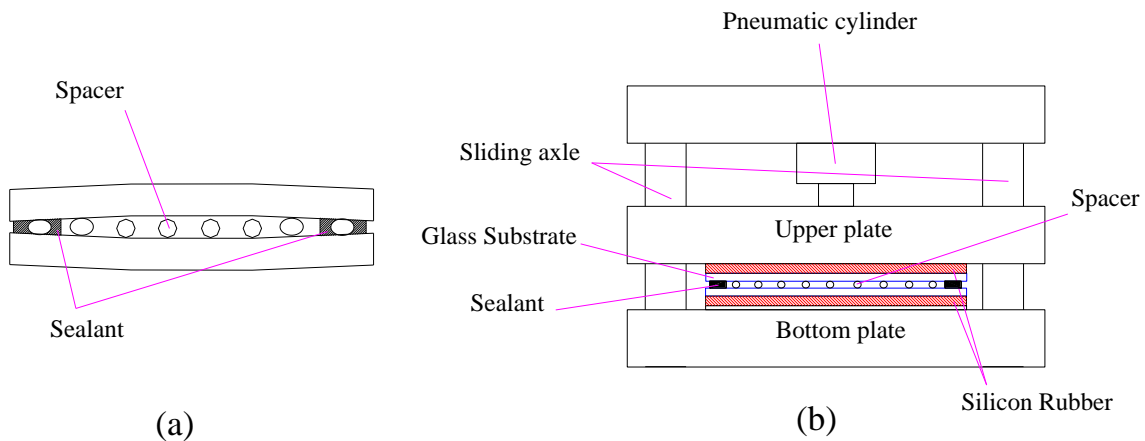 Spacer
Sealant
(a)
Pneumatic cylinder
Sliding axle
Spacer
Glass Substrate
Upper plate
Sealant
Bottom plate
Silicon Rubber
(b)